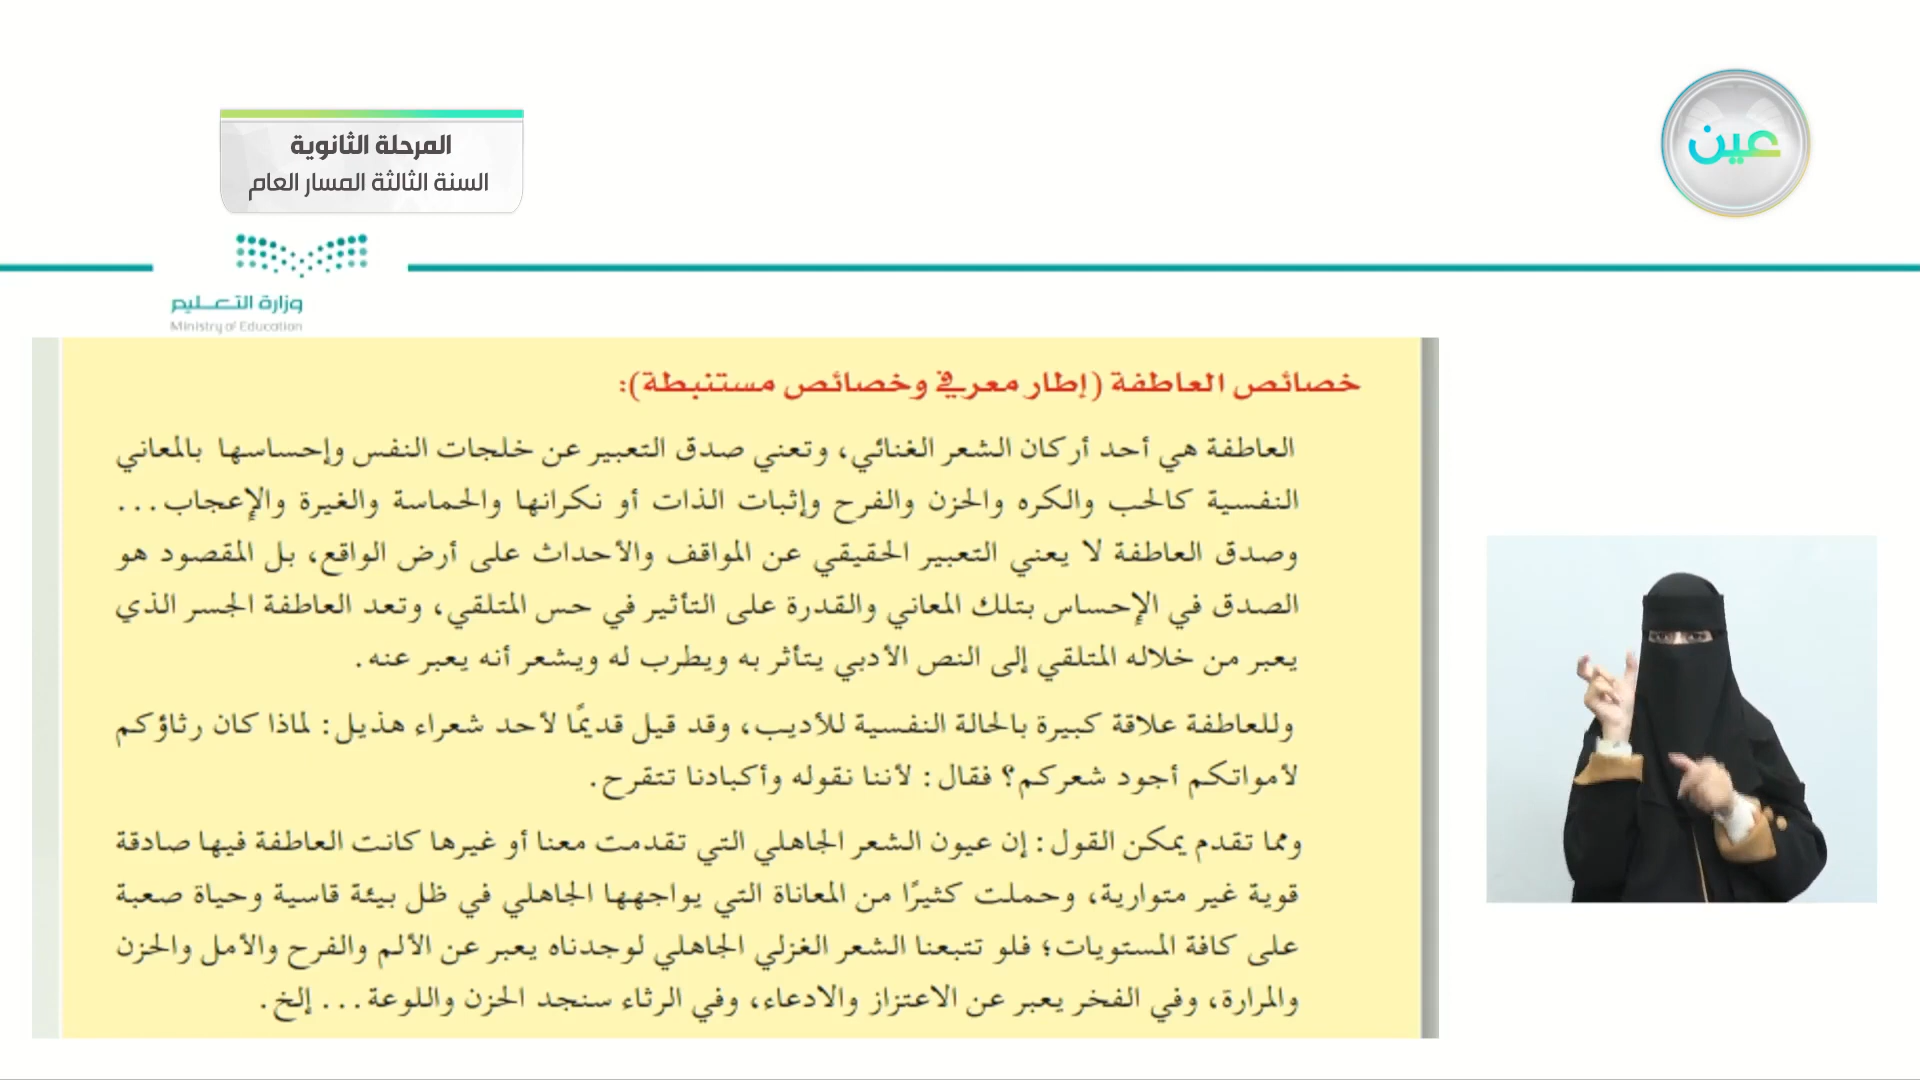 عين
المرحلة الثانوية
السنة الثالثة المسار العام
وزارة التعـــليم
Ministry of Education
خصائص العاطفة (إطار معرفي وخصائص مستنبطة):
العاطفة هي أحد أركان الشعر الغنائي، وتعني صدق التعبير عن خلجات النفس وإحساسها بالمعاني
النفسية كالحب والكره والحزن والفرح وإثبات الذات أو نكرانها والحماسة والغيرة والإعجاب...
وصدق العاطفة لا يعني التعبير الحقيقي عن المواقف والأحداث على أرض الواقع، بل المقصود هو
الصدق في الإحساس بتلك المعاني والقدرة على التأثير في حس المتلقي، وتعد العاطفة الجسر الذي
يعبر من خلاله المتلقي إلى النص الأدبي يتأثر به ويطرب له ويشعر أنه يعبر عنه.
وللعاطفة علاقة كبيرة بالحالة النفسية للأديب، وقد قيل قديمًا لأحد شعراء هذيل: لماذا كان رثاؤكم
لأمواتكم أجود شعركم؟ فقال: لأننا نقوله وأكبادنا تتقرح.
ومما تقدم يمكن القول: إن عيون الشعر الجاهلي التي تقدمت معنا أو غيرها كانت العاطفة فيها صادقة
قوية غير متوارية، وحملت كثيرًا من المعاناة التي يواجهها الجاهلي في ظل بيئة قاسية وحياة صعبة
على كافة المستويات؛ فلو تتبعنا الشعر الغزلي الجاهلي لوجدناه يعبر عن الألم والفرح والأمل والحزن
والمرارة، وفي الفخر يعبر عن الاعتزاز والادعاء، وفي الرثاء سنجد الحزن واللوعة... إلخ.